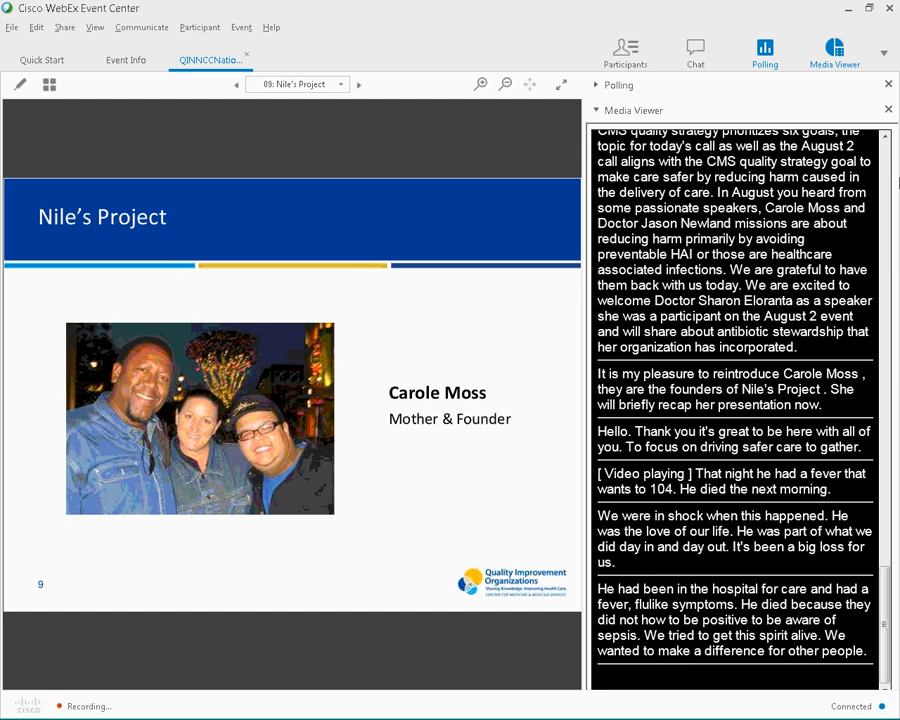 Cisco WebEx Event Center
File Edit Share View Communicate Participant Event Help
Quick Start Event Info QINNCCNatio...
Participants Chat Polling Media Viewer
09: Nile's Project
Polling
Media Viewer
Nile's Project
Carole Moss
Mother & Founder
9
Quality Improvement
Organizations
Sharing Knowledge. Improving Health Care.
CENTERS FOR MEDICARE & MEDICAID SERVICES
CMS quality strategy prioritizes six goals, the
topic for today's call as well as the August 2
call aligns with the CMS quality strategy goal to
make care safer by reducing harm caused in
the delivery of care. In August you heard from
some passionate speakers, Carole Moss and
Doctor Jason Newland missions are about
reducing harm primarily by avoiding
preventable HAI or those are healthcare
associated infections. We are grateful to have
them back with us today. We are excited to
welcome Doctor Sharon Eloranta as a speaker
she was a participant on the August 2 event
and will share about antibiotic stewardship that
her organization has incorporated.
It is my pleasure to reintroduce Carole Moss ,
they are the founders of Nile's Project . She
will briefly recap her presentation now.
Hello. Thank you it's great to be here with all of
you. To focus on driving safer care to gather.
[ Video playing ] That night he had a fever that
wants to 104. He died the next morning.
We were in shock when this happened. He
was the love of our life. He was part of what we
did day in and day out. It's been a big loss for
us.
He had been in the hospital for care and had a
fever, flulike symptoms. He died because they
did not how to be positive to be aware of
sepsis. We tried to get this spirit alive. We
wanted to make a difference for other people.
cisco
Recording...
Connected